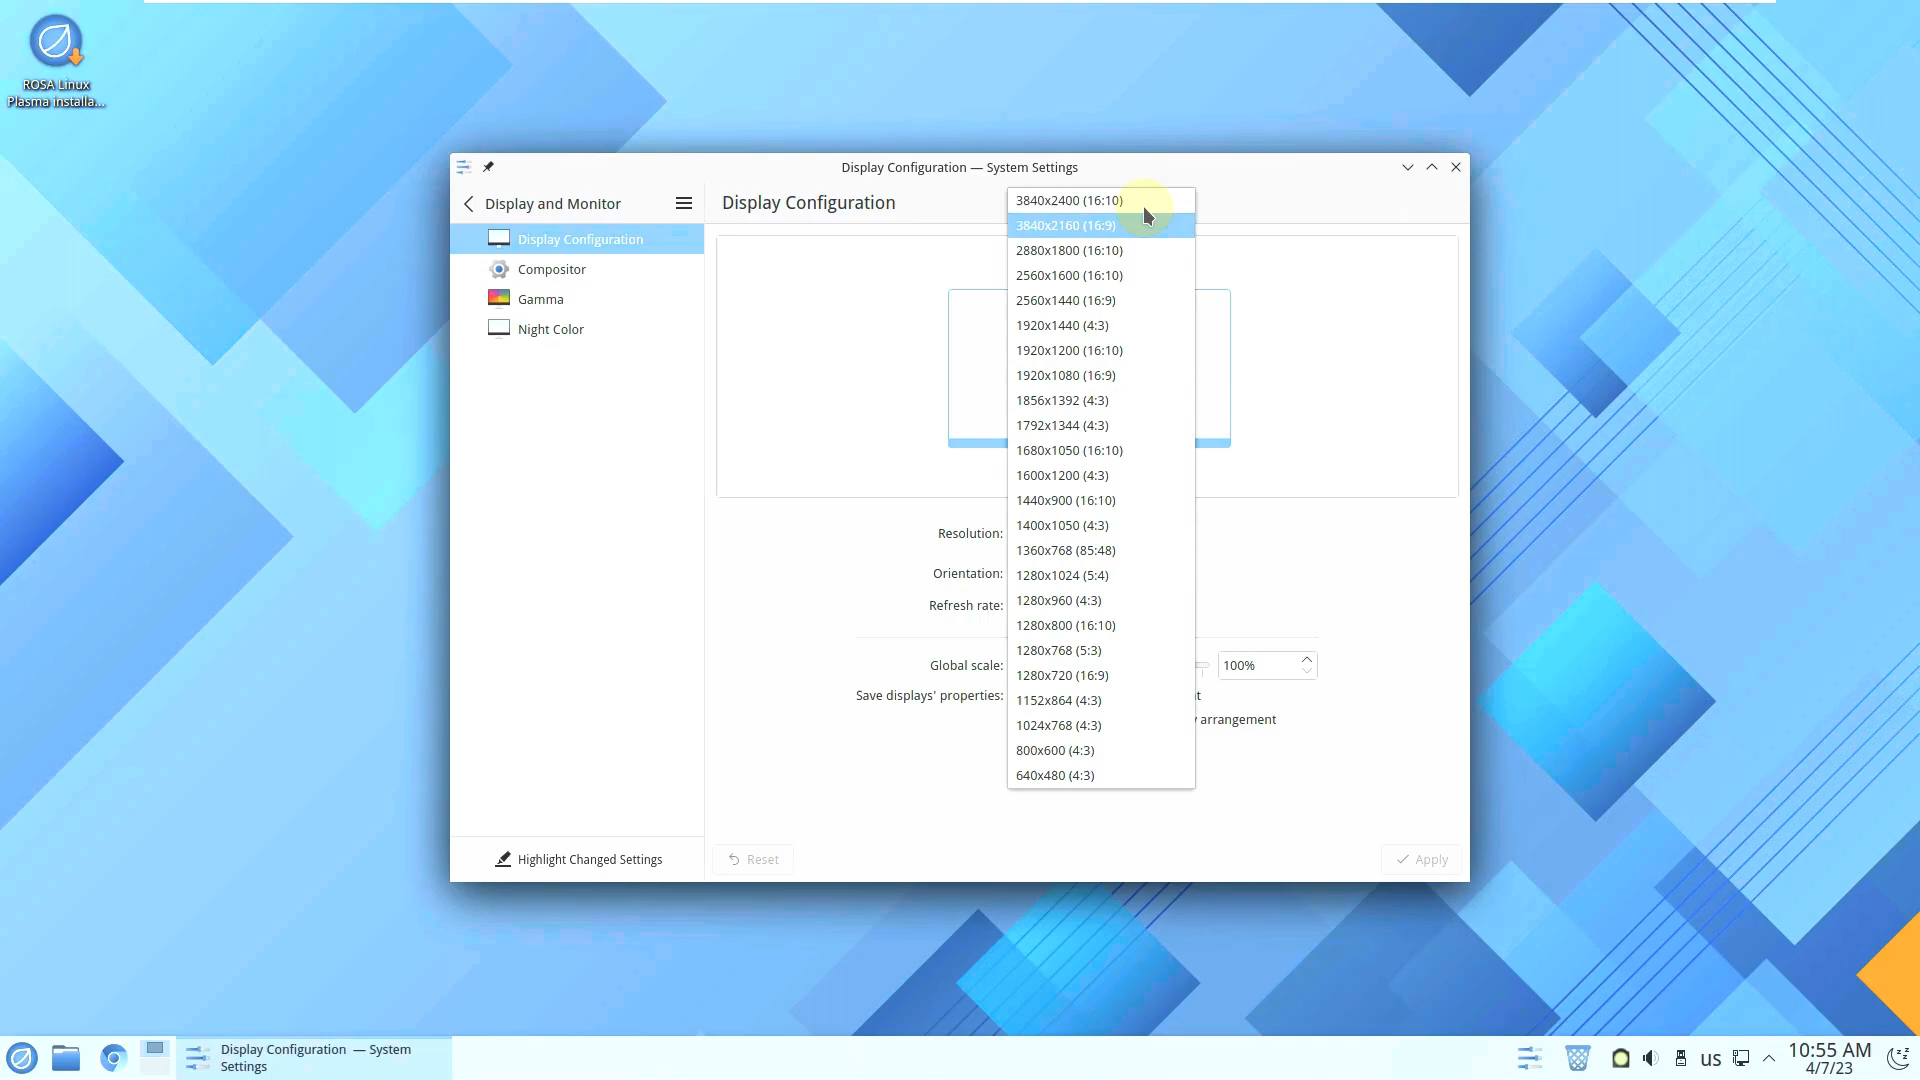 ROSA Linux
Plasma installa...
Display Configuration — System Settings
Display and Monitor
Display Configuration
Compositor
Gamma
Night Color
Highlight Changed Settings
Display Configuration
3840x2400 (16:10)
3840x2160 (16:9)
2880x1800 (16:10)
2560x1600 (16:10)
2560x1440 (16:9)
1920x1440 (4:3)
1920x1200 (16:10)
1920x1080 (16:9)
1856x1392 (4:3)
1792x1344 (4:3)
1680x1050 (16:10)
1600x1200 (4:3)
1440x900 (16:10)
1400x1050 (4:3)
1360x768 (85:48)
1280x1024 (5:4)
1280x960 (4:3)
1280x800 (16:10)
1280x768 (5:3)
1280x720 (16:9)
1152x864 (4:3)
1024x768 (4:3)
800x600 (4:3)
640x480 (4:3)
Resolution:
Orientation:
Refresh rate:
Global scale:
100%
Save displays' properties:
arrangement
Reset
Apply
Display Configuration — System
Settings
us
10:55 AM
4/7/23